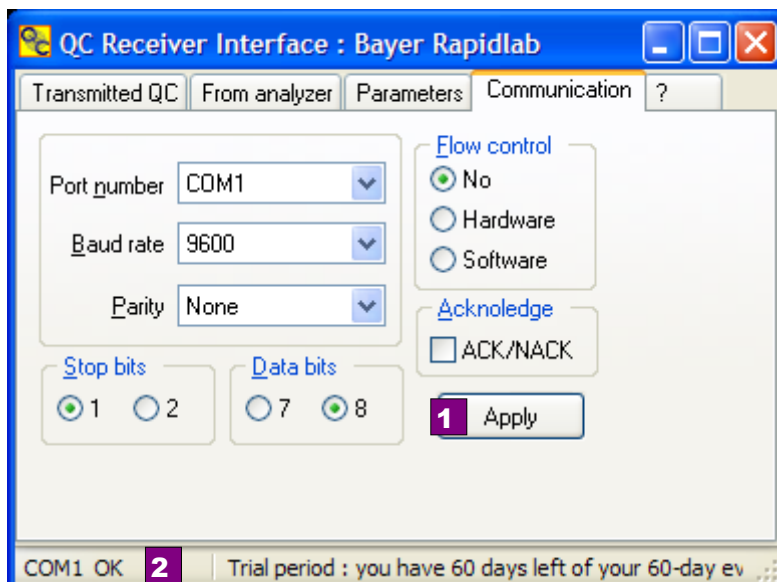 QC Receiver Interface : Bayer Rapidlab
Transmitted QC From analyzer Parameters Communication ?
Port number COM1
Baud rate 9600
Parity None
Flow control
No
Hardware
Software
Acknoledge
ACK/NACK
Stop bits
1 2
Data bits
7 8
1 Apply
COM1 OK 2 Trial period : you have 60 days left of your 60-day ev